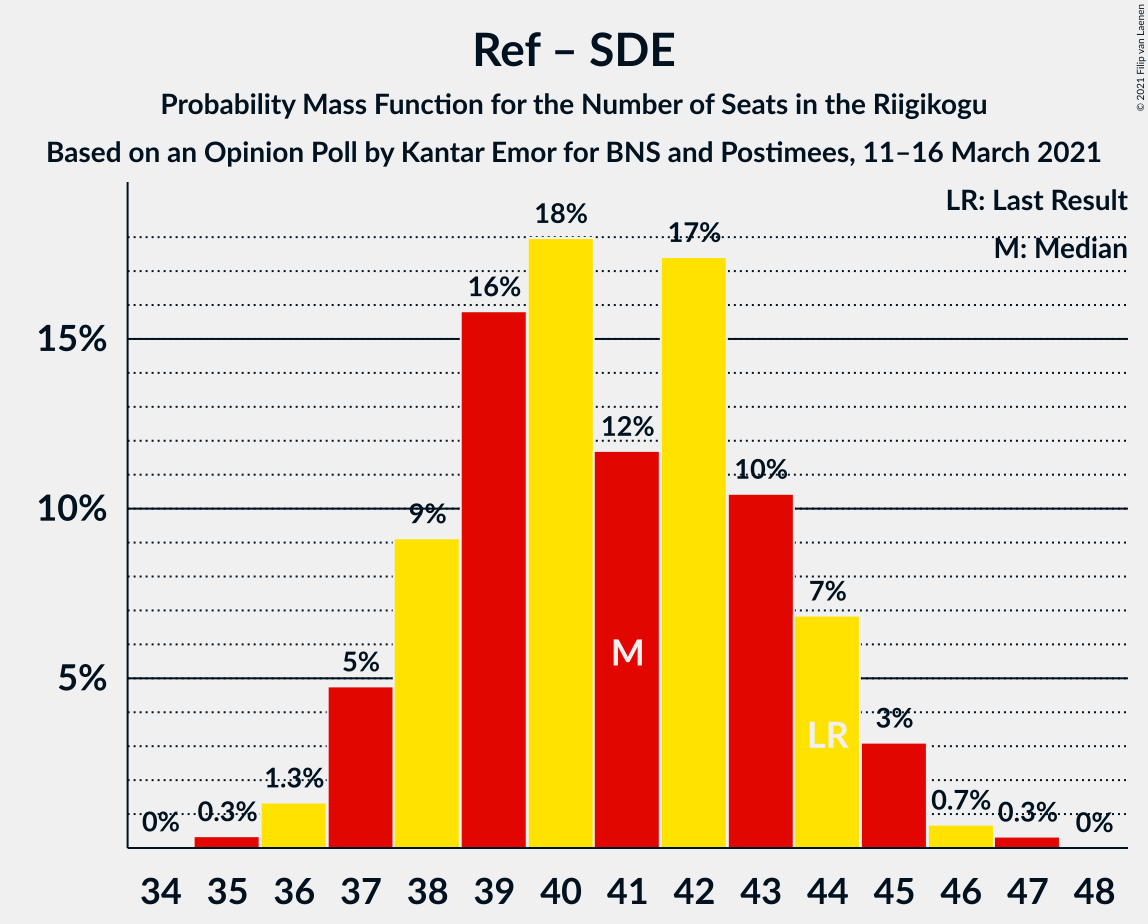 Ref – SDE
Probability Mass Function for the Number of Seats in the Riigikogu
Based on an Opinion Poll by Kantar Emor for BNS and Postimees, 11–16 March 2021
© 2021 Filip van Laenen
LR: Last Result
M: Median
15%
10%
5%
0%
0.3%
1.3%
5%
9%
16%
18%
12%
17%
10%
7%
3%
0.7%
0.3%
0%
M
LR
34 35 36 37 38 39 40 41 42 43 44 45 46 47 48